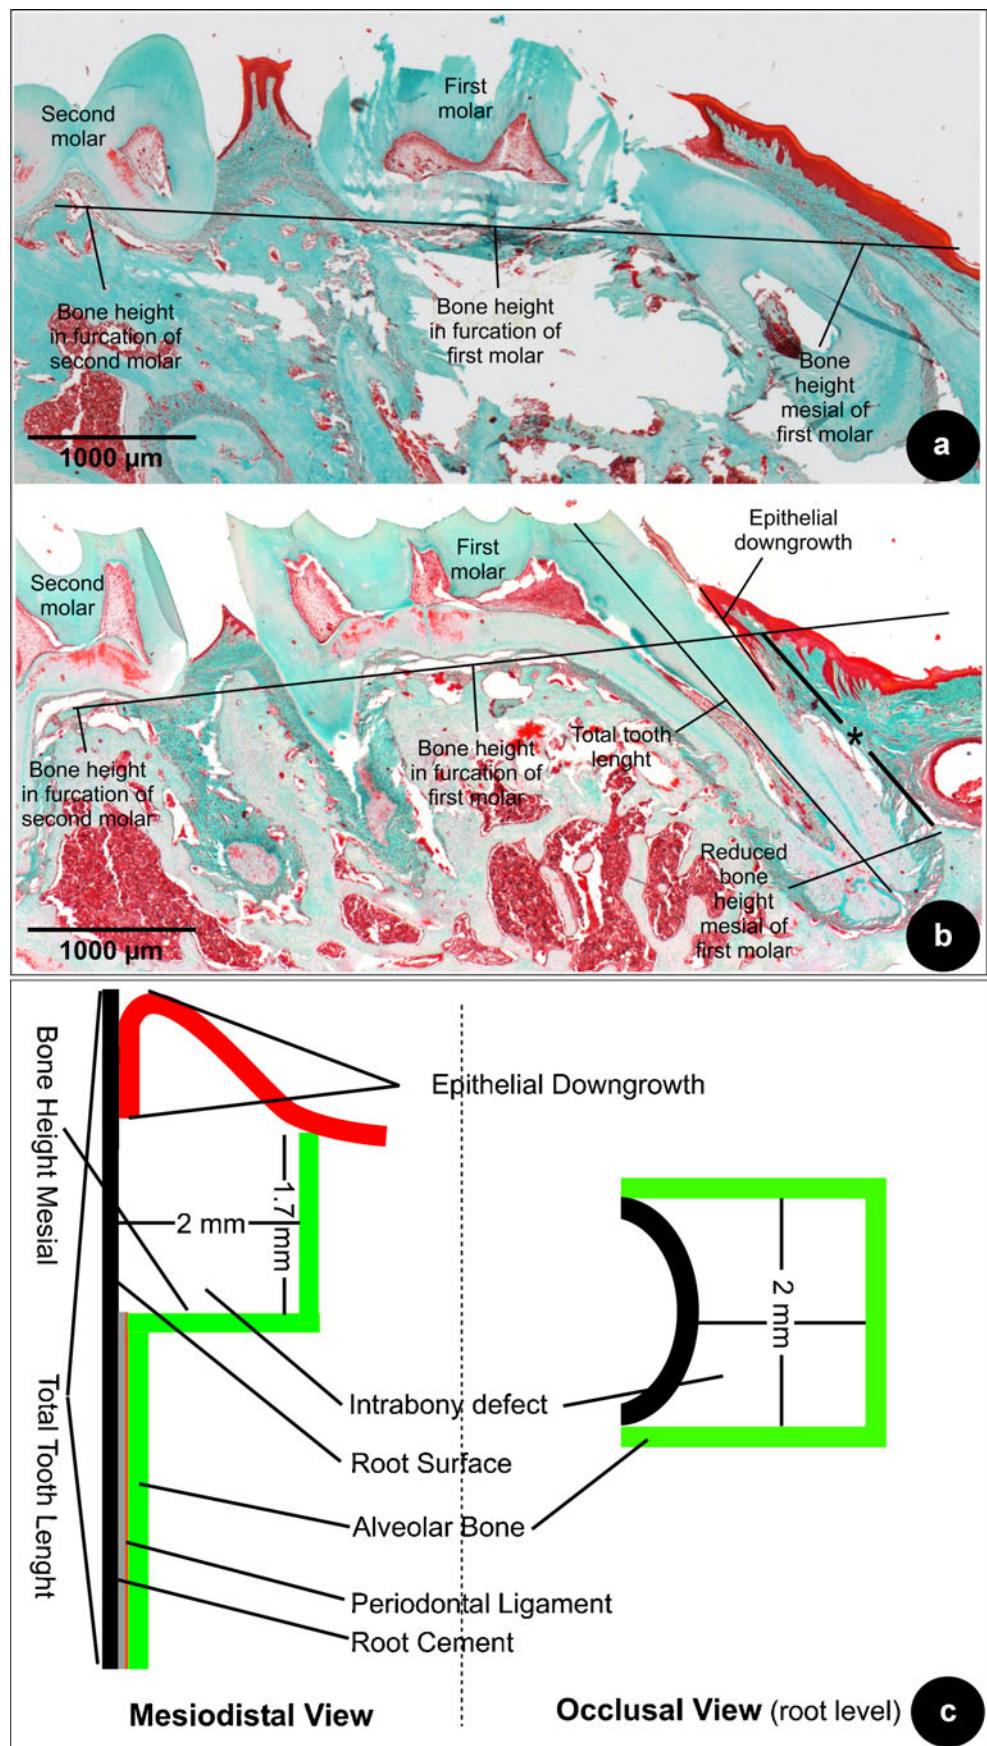 Second
molar
First
molar
Bone height
in furcation of
second molar
Bone height
in furcation of
first molar
Bone
height
mesial of
first molar
1000 µm
a
Epithelial
downgrowth
Second
molar
First
molar
*
Bone height
in furcation of
second molar
Bone height
in furcation of
first molar
Total tooth
lenght
Reduced
bone
height
mesial of
first molar
1000 µm
b
Bone Height Mesial
Total Tooth Lenght
Epithelial Downgrowth
1.7 mm
2 mm
2 mm
Intrabony defect
Root Surface
Alveolar Bone
Periodontal Ligament
Root Cement
Mesiodistal View
Occlusal View (root level)
c